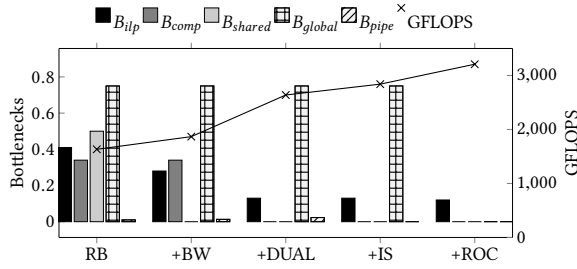 B_ilp B_comp B_shared B_global B_pipe GFLOPS
Bottlenecks
0.8
0.6
0.4
0.2
0
3,000
2,000
1,000
0
GFLOPS
RB +BW +DUAL +IS +ROC